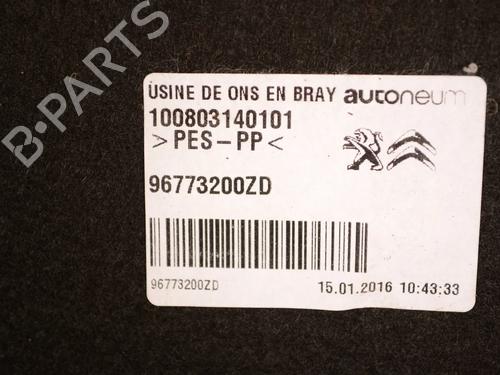 B-PARTS
USINE DE ONS EN BRAY autoneum
100803140101
>PES-PP<
96773200ZD
96773200ZD 15.01.2016 10:43:33